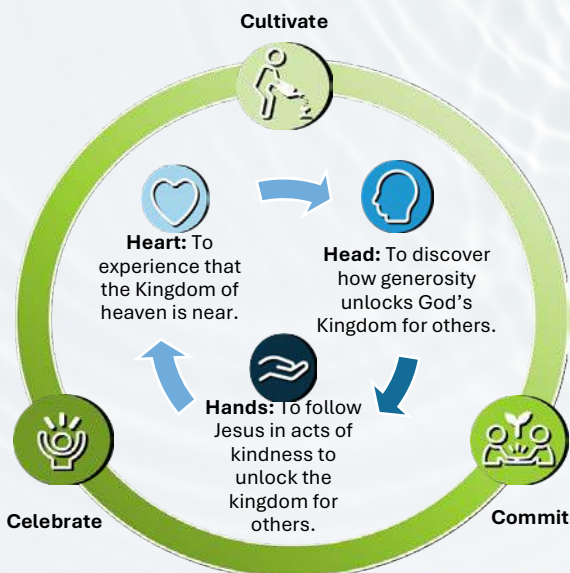 Cultivate
Heart: To
experience that
the Kingdom of
heaven is near.
Head: To discover
how generosity
unlocks God’s
Kingdom for others.
Hands: To follow
Jesus in acts of
kindness to
unlock the
kingdom for
others.
Celebrate
Commit